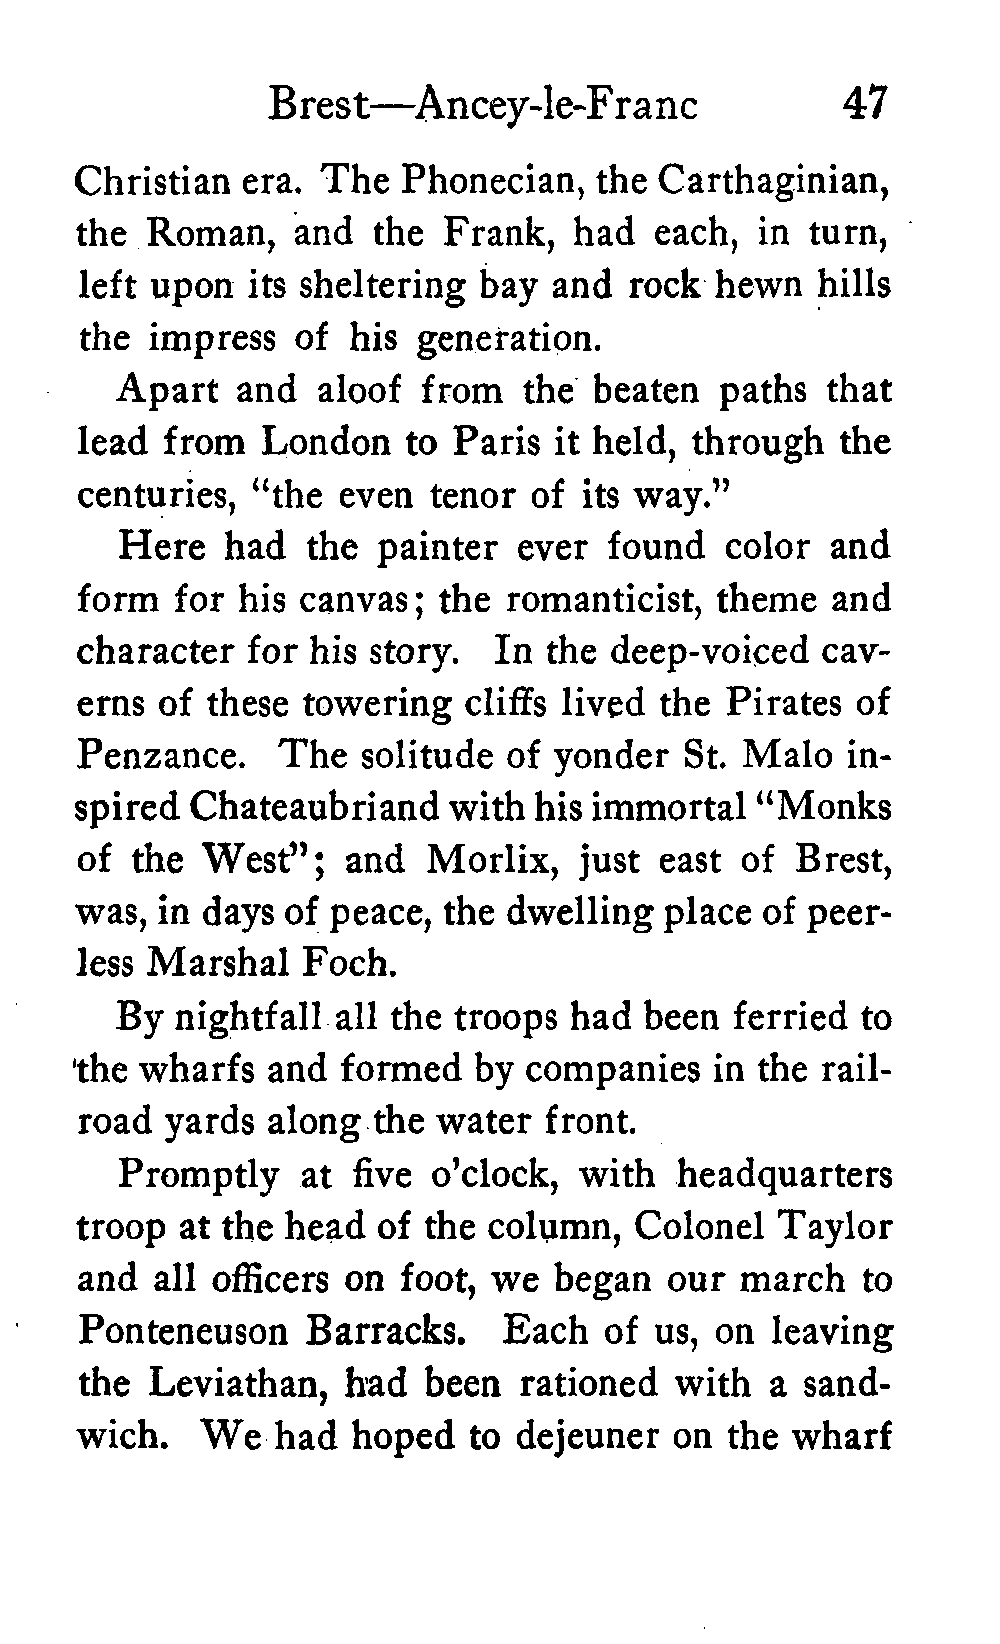 Brest—Ancey-le-Franc 47
Christian era. The Phonecian, the Carthaginian,
the Roman, and the Frank, had each, in turn,
left upon its sheltering bay and rock hewn hills
the impress of his generation.
Apart and aloof from the beaten paths that
lead from London to Paris it held, through the
centuries, “the even tenor of its way.”
Here had the painter ever found color and
form for his canvas; the romanticist, theme and
character for his story. In the deep-voiced cav-
erns of these towering cliffs lived the Pirates of
Penzance. The solitude of yonder St. Malo in-
spired Chateaubriand with his immortal “Monks
of the West”; and Morlix, just east of Brest,
was, in days of peace, the dwelling place of peer-
less Marshal Foch.
By nightfall all the troops had been ferried to
the wharfs and formed by companies in the rail-
road yards along the water front.
Promptly at five o’clock, with headquarters
troop at the head of the column, Colonel Taylor
and all officers on foot, we began our march to
Ponteneuson Barracks. Each of us, on leaving
the Leviathan, had been rationed with a sand-
wich. We had hoped to dejeuner on the wharf